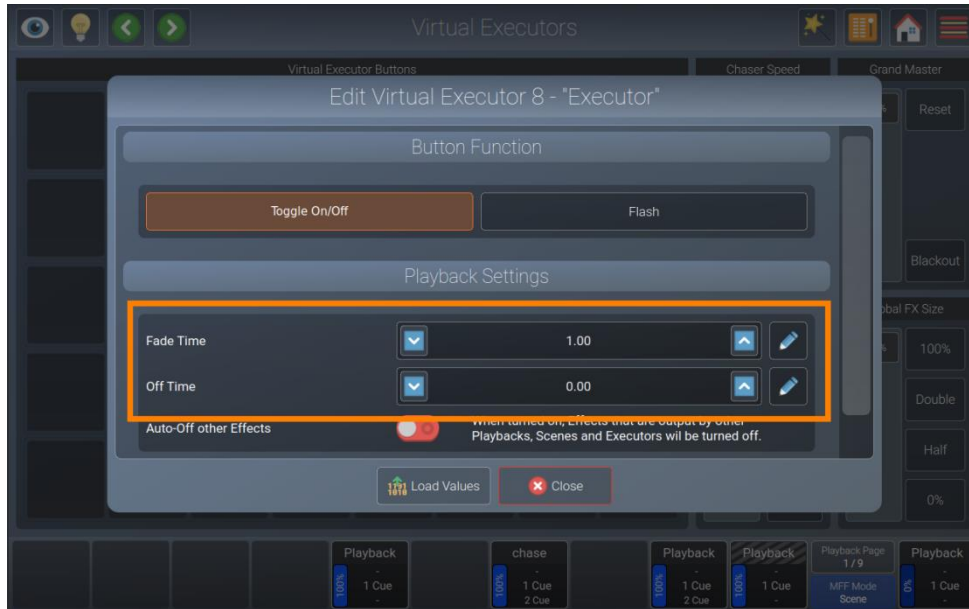 Virtual Executors
Virtual Executor Buttons
Chaser Speed
Grand Master
Edit Virtual Executor 8 - "Executor"
Reset
Button Function
Toggle On/Off
Flash
Blackout
Playback Settings
FX Size
Fade Time
1.00
100%
Off Time
0.00
Double
Auto-Off other Effects
When turned on, Effects that are output by other
Playbacks, Scenes and Executors will be turned off.
Half
Load Values
Close
0%
Playback
-
1 Cue
-
100%
chase
-
1 Cue
2 Cue
100%
Playback
-
1 Cue
2 Cue
100%
Playback
-
1 Cue
-
100%
Playback Page
1/9
MFF Mode
Scene
Playback
-
1 Cue
-
0%